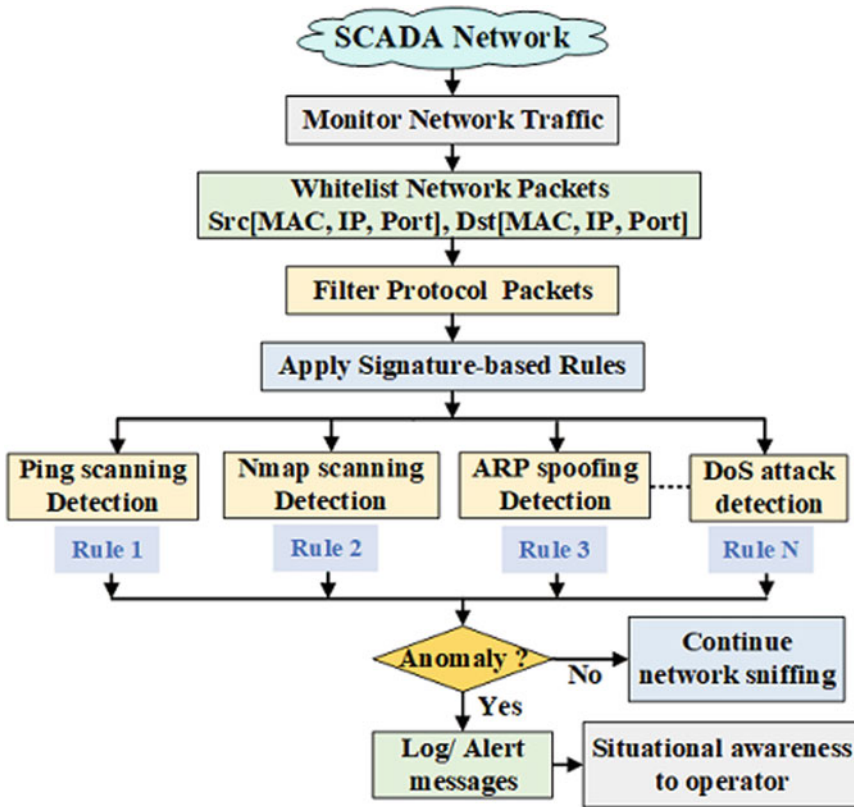 SCADA Network
Monitor Network Traffic
Whitelist Network Packets
Src[MAC, IP, Port], Dst[MAC, IP, Port]
Filter Protocol Packets
Apply Signature-based Rules
Ping scanning
Detection
Nmap scanning
Detection
ARP spoofing
Detection
DoS attack
detection
Rule 1
Rule 2
Rule 3
Rule N
Anomaly ?
No
Continue
network sniffing
Yes
Log/ Alert
messages
Situational awareness
to operator